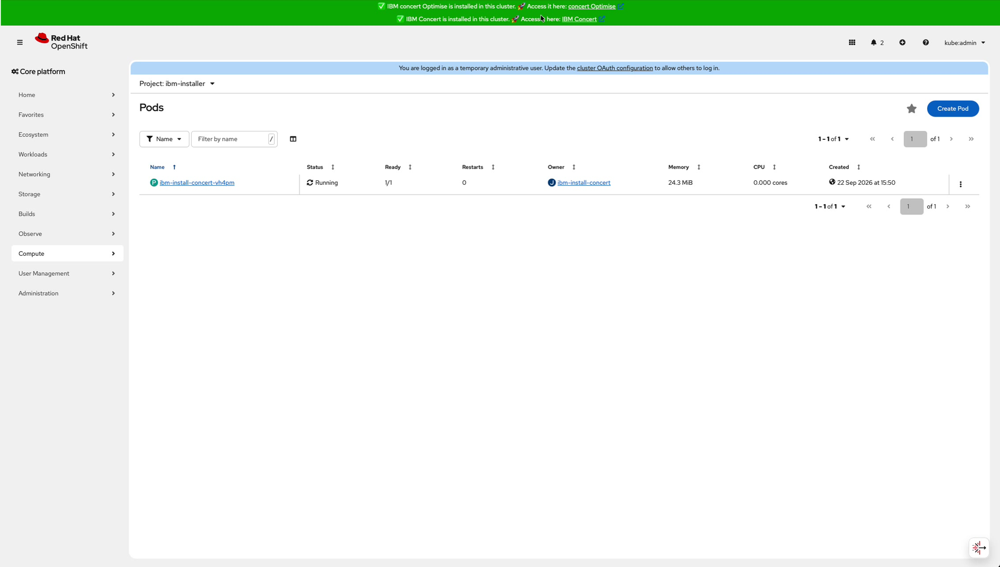 ✅ IBM concert Optimise is installed in this cluster. 🚀 Access it here: concert Optimise
✅ IBM Concert is installed in this cluster. 🚀 Access here: IBM Concert
Red Hat
OpenShift
2
kube:admin
Core platform
Home
Favorites
Ecosystem
Workloads
Networking
Storage
Builds
Observe
Compute
User Management
Administration
You are logged in as a temporary administrative user. Update the cluster OAuth configuration to allow others to log in.
Project: ibm-installer
Pods
Create Pod
Name
Filter by name
/
1 - 1 of 1
1 of 1
Name Status Ready Restarts Owner Memory CPU Created
P ibm-install-concert-vh4pm Running 1/1 0 J ibm-install-concert 24.3 MiB 0.000 cores 22 Sep 2026 at 15:50
1 - 1 of 1
1 of 1